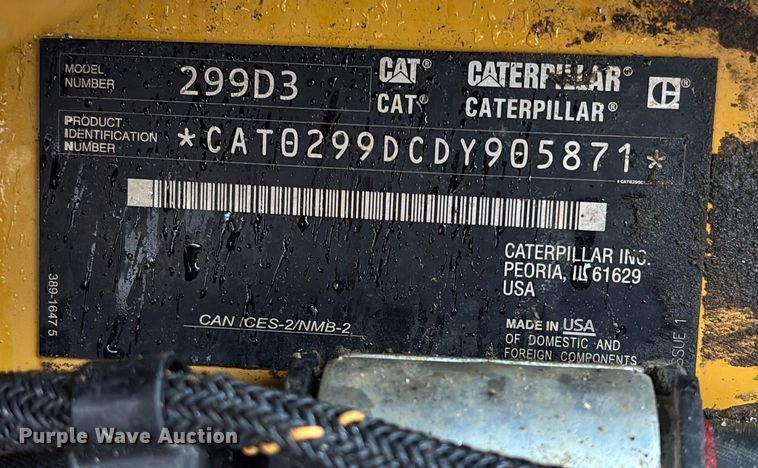 MODEL NUMBER 299D3 CAT® CATERPILLAR® C®
CAT® CATERPILLAR®
PRODUCT IDENTIFICATION NUMBER *CAT0299DCDY905871*
CATERPILLAR INC.
PEORIA, IL 61629
USA
389-1647 5
CAN ICES-2/NMB-2
MADE IN USA
OF DOMESTIC AND
FOREIGN COMPONENTS
ISSUE 1
Purple Wave Auction